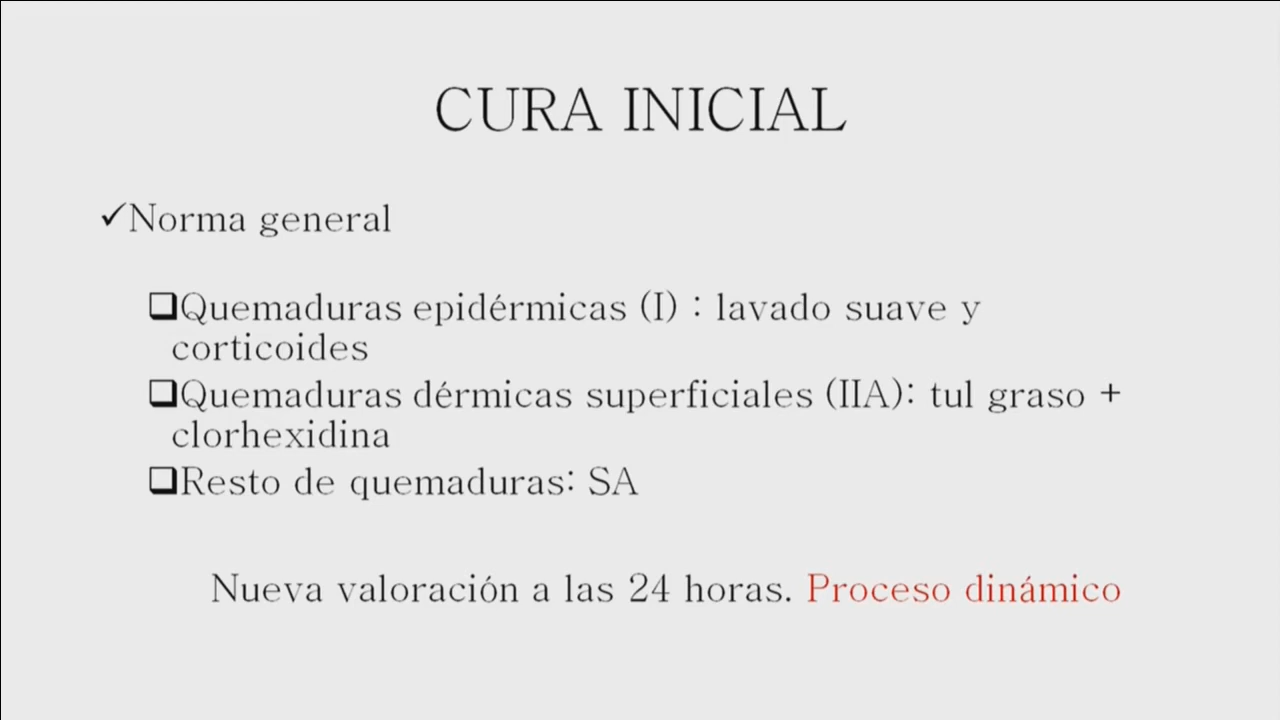 CURA INICIAL
✓Norma general
❑Quemaduras epidérmicas (I) : lavado suave y
corticoides
❑Quemaduras dérmicas superficiales (IIA): tul graso +
clorhexidina
❑Resto de quemaduras: SA
Nueva valoración a las 24 horas. Proceso dinámico